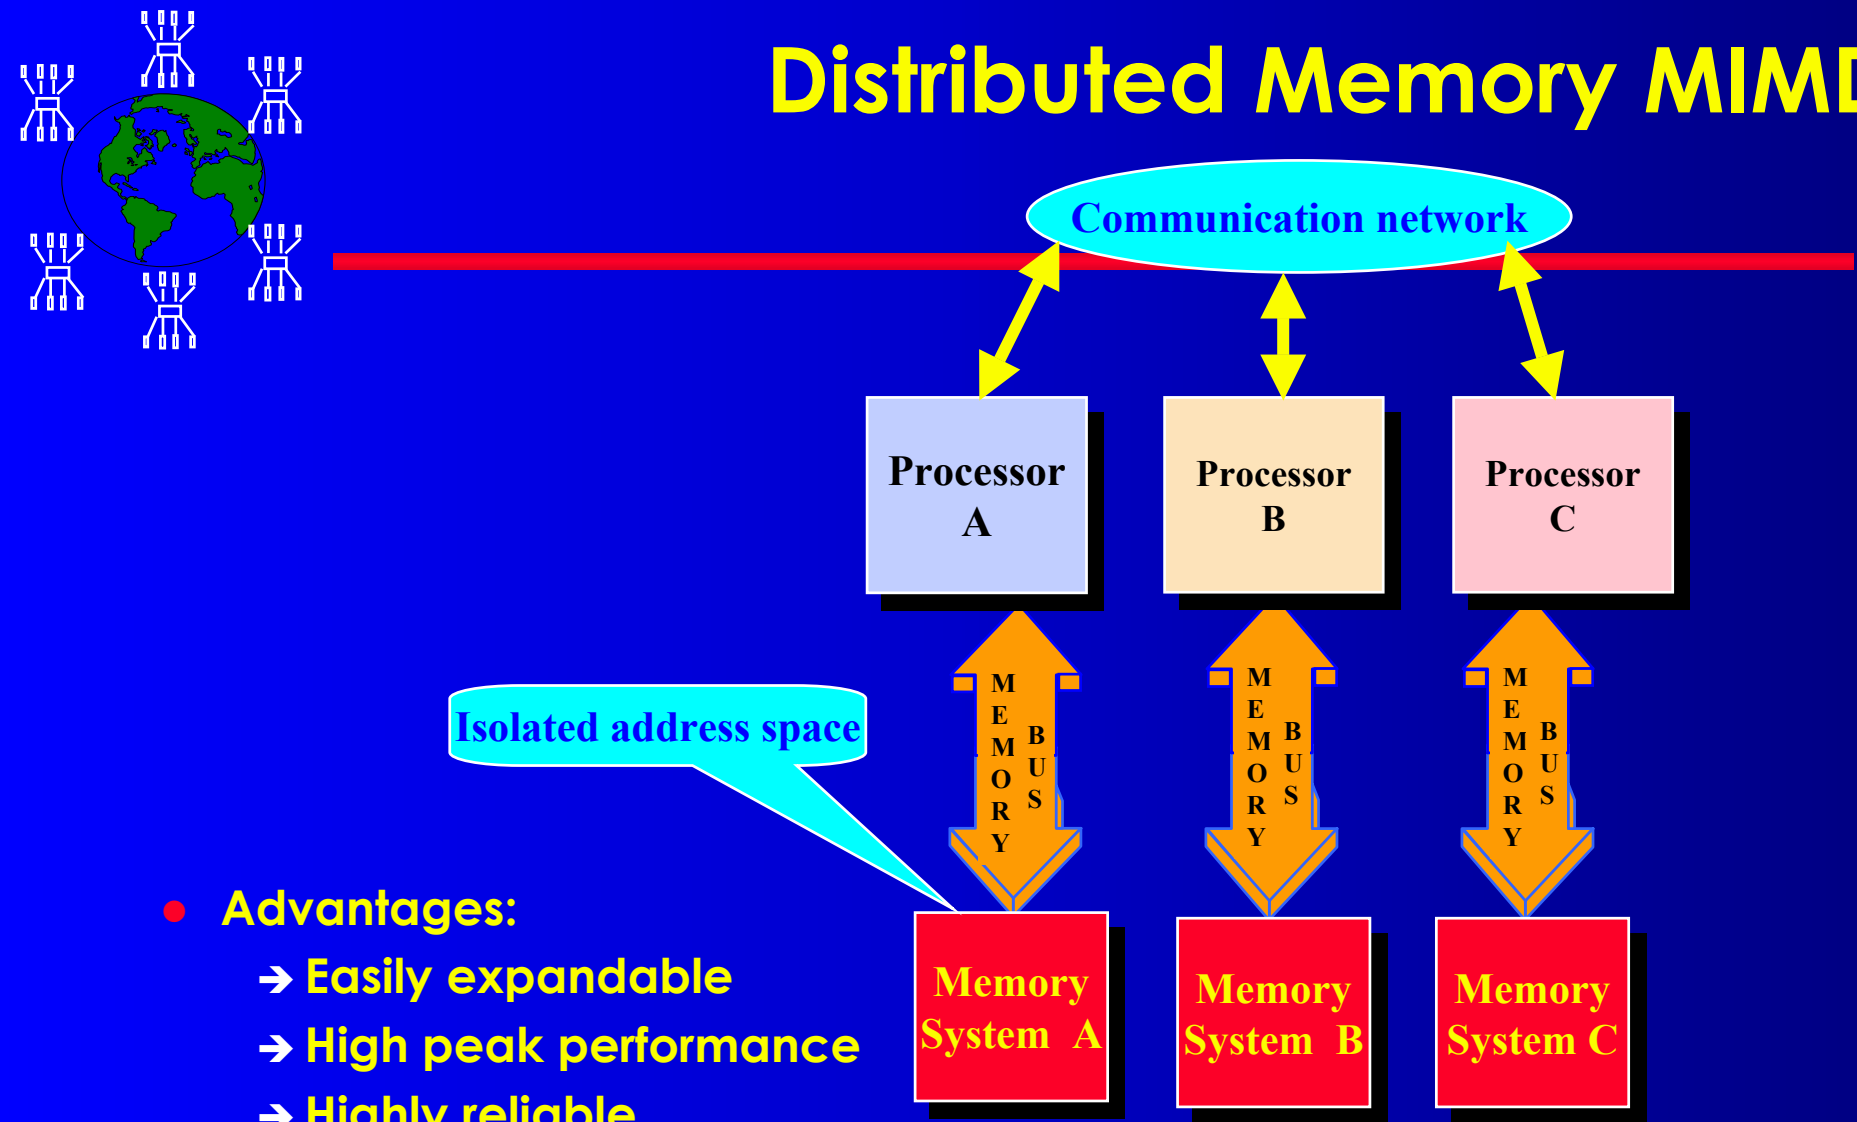 Distributed Memory MIMD
Communication network
Processor
A
Processor
B
Processor
C
MEMORY
BUS
MEMORY
BUS
MEMORY
BUS
Isolated address space
Advantages:
➔ Easily expandable
➔ High peak performance
➔ Highly reliable
Memory
System A
Memory
System B
Memory
System C